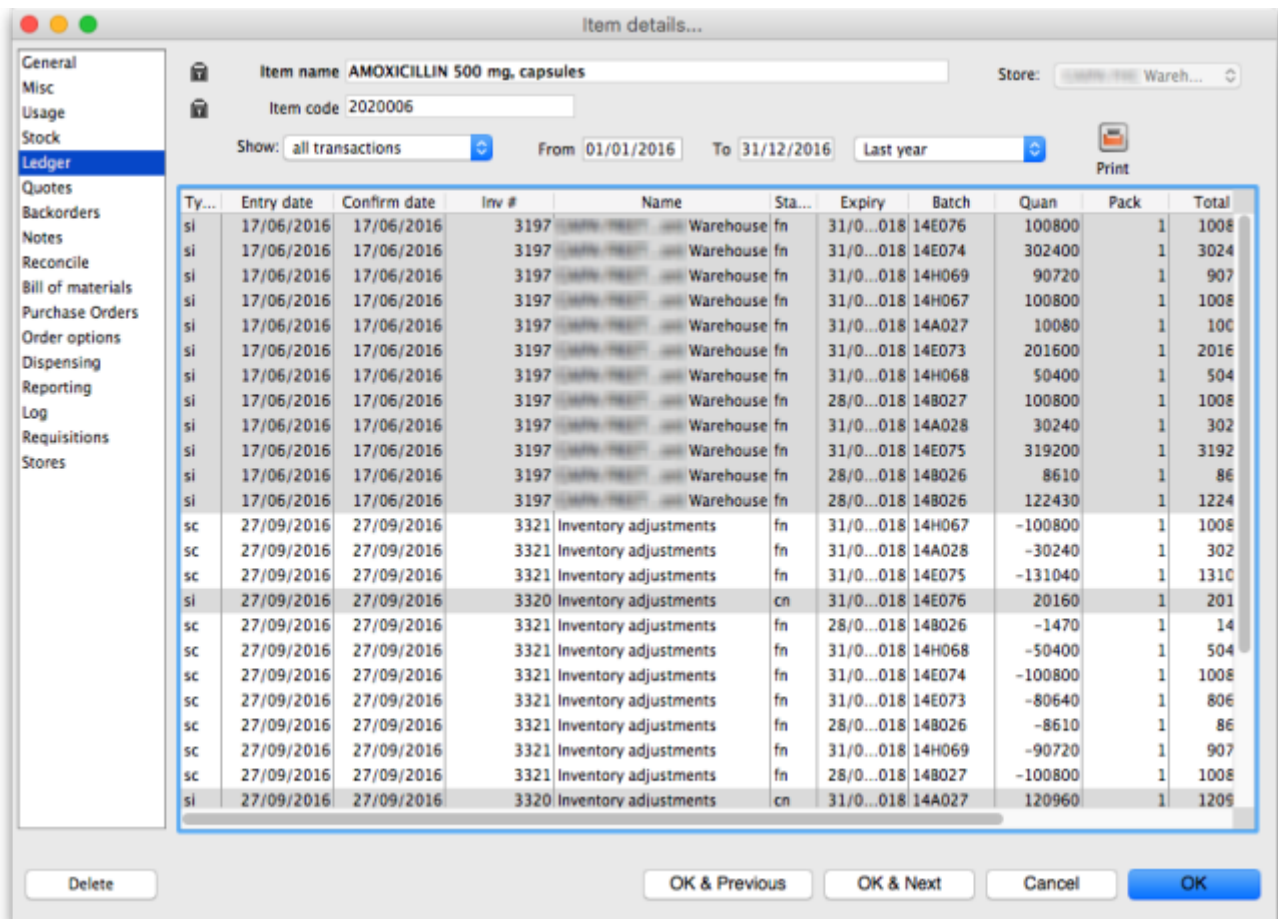 Item details...
General
Misc
Usage
Stock
Ledger
Quotes
Backorders
Notes
Reconcile
Bill of materials
Purchase Orders
Order options
Dispensing
Reporting
Log
Requisitions
Stores
Item name AMOXICILLIN 500 mg, capsules Store: Wareh...
Item code 2020006
Show: all transactions From 01/01/2016 To 31/12/2016 Last year
Print
Ty... Entry date Confirm date Inv # Name Sta... Expiry Batch Quan Pack Total
si 17/06/2016 17/06/2016 3197 Warehouse fn 31/0...018 14E076 100800 1 1008
si 17/06/2016 17/06/2016 3197 Warehouse fn 31/0...018 14E074 302400 1 3024
si 17/06/2016 17/06/2016 3197 Warehouse fn 31/0...018 14H069 90720 1 907
si 17/06/2016 17/06/2016 3197 Warehouse fn 31/0...018 14H067 100800 1 1008
si 17/06/2016 17/06/2016 3197 Warehouse fn 31/0...018 14A027 10080 1 100
si 17/06/2016 17/06/2016 3197 Warehouse fn 31/0...018 14E073 201600 1 2016
si 17/06/2016 17/06/2016 3197 Warehouse fn 31/0...018 14H068 50400 1 504
si 17/06/2016 17/06/2016 3197 Warehouse fn 28/0...018 14B027 100800 1 1008
si 17/06/2016 17/06/2016 3197 Warehouse fn 31/0...018 14A028 30240 1 302
si 17/06/2016 17/06/2016 3197 Warehouse fn 31/0...018 14E075 319200 1 3192
si 17/06/2016 17/06/2016 3197 Warehouse fn 28/0...018 14B026 8610 1 86
si 17/06/2016 17/06/2016 3197 Warehouse fn 28/0...018 14B026 122430 1 1224
sc 27/09/2016 27/09/2016 3321 Inventory adjustments fn 31/0...018 14H067 -100800 1 1008
sc 27/09/2016 27/09/2016 3321 Inventory adjustments fn 31/0...018 14A028 -30240 1 302
sc 27/09/2016 27/09/2016 3321 Inventory adjustments fn 31/0...018 14E075 -131040 1 1310
si 27/09/2016 27/09/2016 3320 Inventory adjustments cn 31/0...018 14E076 20160 1 201
sc 27/09/2016 27/09/2016 3321 Inventory adjustments fn 28/0...018 14B026 -1470 1 14
sc 27/09/2016 27/09/2016 3321 Inventory adjustments fn 31/0...018 14H068 -50400 1 504
sc 27/09/2016 27/09/2016 3321 Inventory adjustments fn 31/0...018 14E074 -100800 1 1008
sc 27/09/2016 27/09/2016 3321 Inventory adjustments fn 31/0...018 14E073 -80640 1 806
sc 27/09/2016 27/09/2016 3321 Inventory adjustments fn 28/0...018 14B026 -8610 1 86
sc 27/09/2016 27/09/2016 3321 Inventory adjustments fn 31/0...018 14H069 -90720 1 907
sc 27/09/2016 27/09/2016 3321 Inventory adjustments fn 28/0...018 14B027 -100800 1 1008
si 27/09/2016 27/09/2016 3320 Inventory adjustments cn 31/0...018 14A027 120960 1 1209
Delete OK & Previous OK & Next Cancel OK